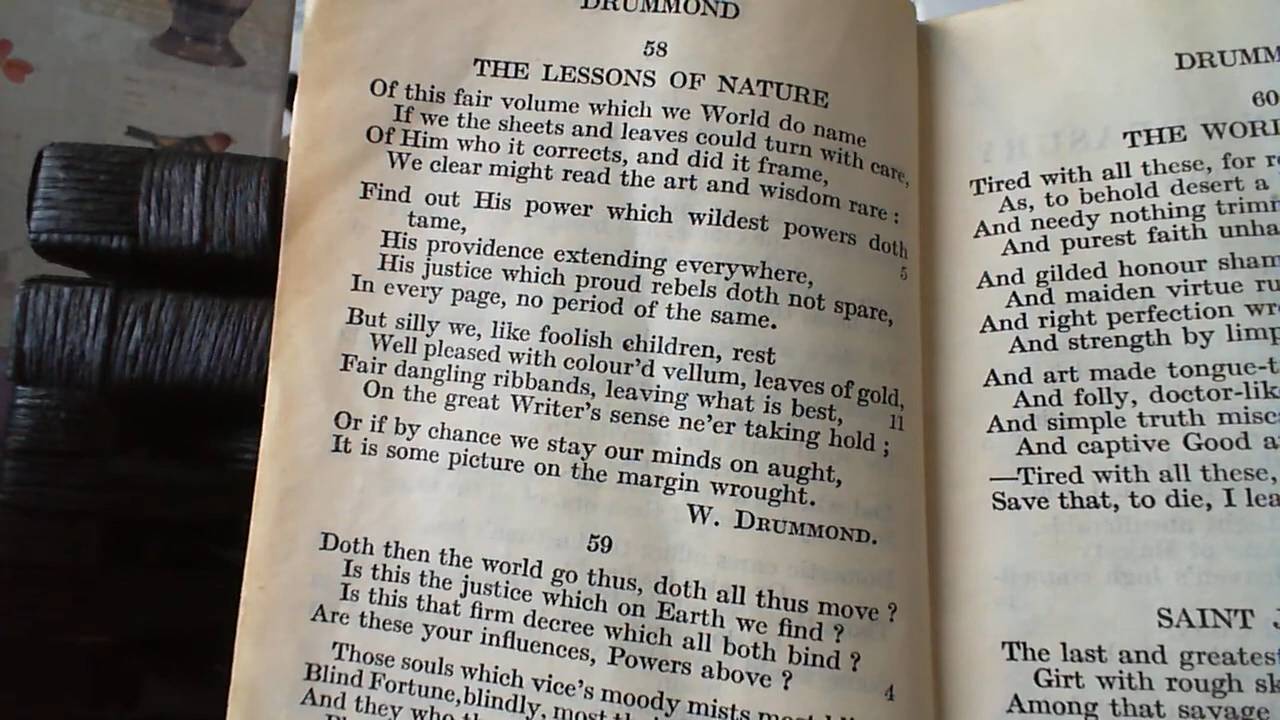 DRUMMOND
58
THE LESSONS OF NATURE
Of this fair volume which we World do name
If we the sheets and leaves could turn with care,
Of Him who it corrects, and did it frame,
We clear might read the art and wisdom rare :
Find out His power which wildest powers doth
tame,
His providence extending everywhere, 5
His justice which proud rebels doth not spare,
In every page, no period of the same.
But silly we, like foolish children, rest
Well pleased with colour'd vellum, leaves of gold,
Fair dangling ribbands, leaving what is best, 11
On the great Writer's sense ne'er taking hold ;
Or if by chance we stay our minds on aught,
It is some picture on the margin wrought.
W. DRUMMOND.
59
Doth then the world go thus, doth all thus move ?
Is this the justice which on Earth we find ?
Is this that firm decree which all both bind ?
Are these your influences, Powers above ? 4
Those souls which vice's moody mists most
Blind Fortune, blindly, most
And they who
DRUMM
60
THE WOR
Tired with all these, for
As, to behold desert a
And needy nothing trim
And purest faith unha
And gilded honour sham
And maiden virtue ru
And right perfection wr
And strength by limp
And art made tongue-t
And folly, doctor-lik
And simple truth misc
And captive Good a
—Tired with all these,
Save that, to die, I lea
SAINT
The last and greatest
Girt with rough sk
Among that savage